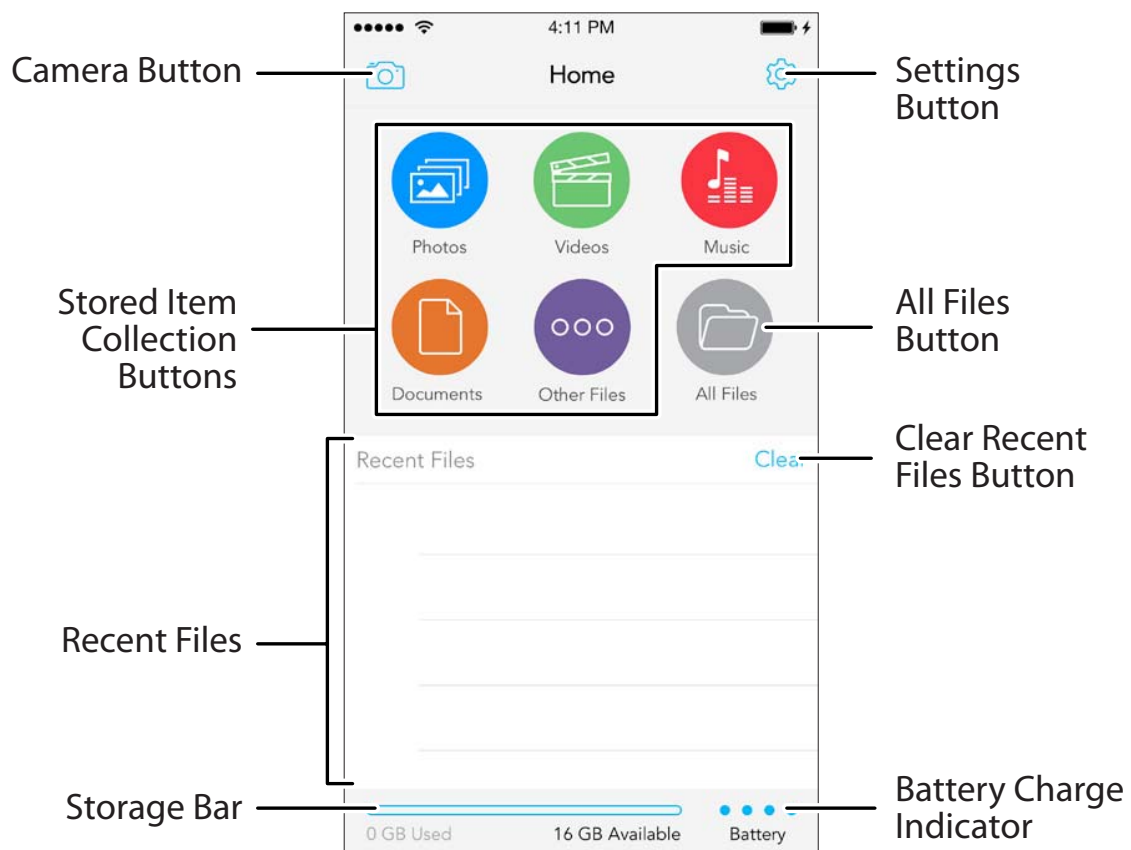 4:11 PM
Camera Button
Home
Settings
Button
Photos
Videos
Music
Stored Item
Collection
Buttons
All Files
Button
Documents
Other Files
All Files
Recent Files
Clear
Clear Recent
Files Button
Recent Files
Storage Bar
Battery Charge
Indicator
0 GB Used
16 GB Available
Battery